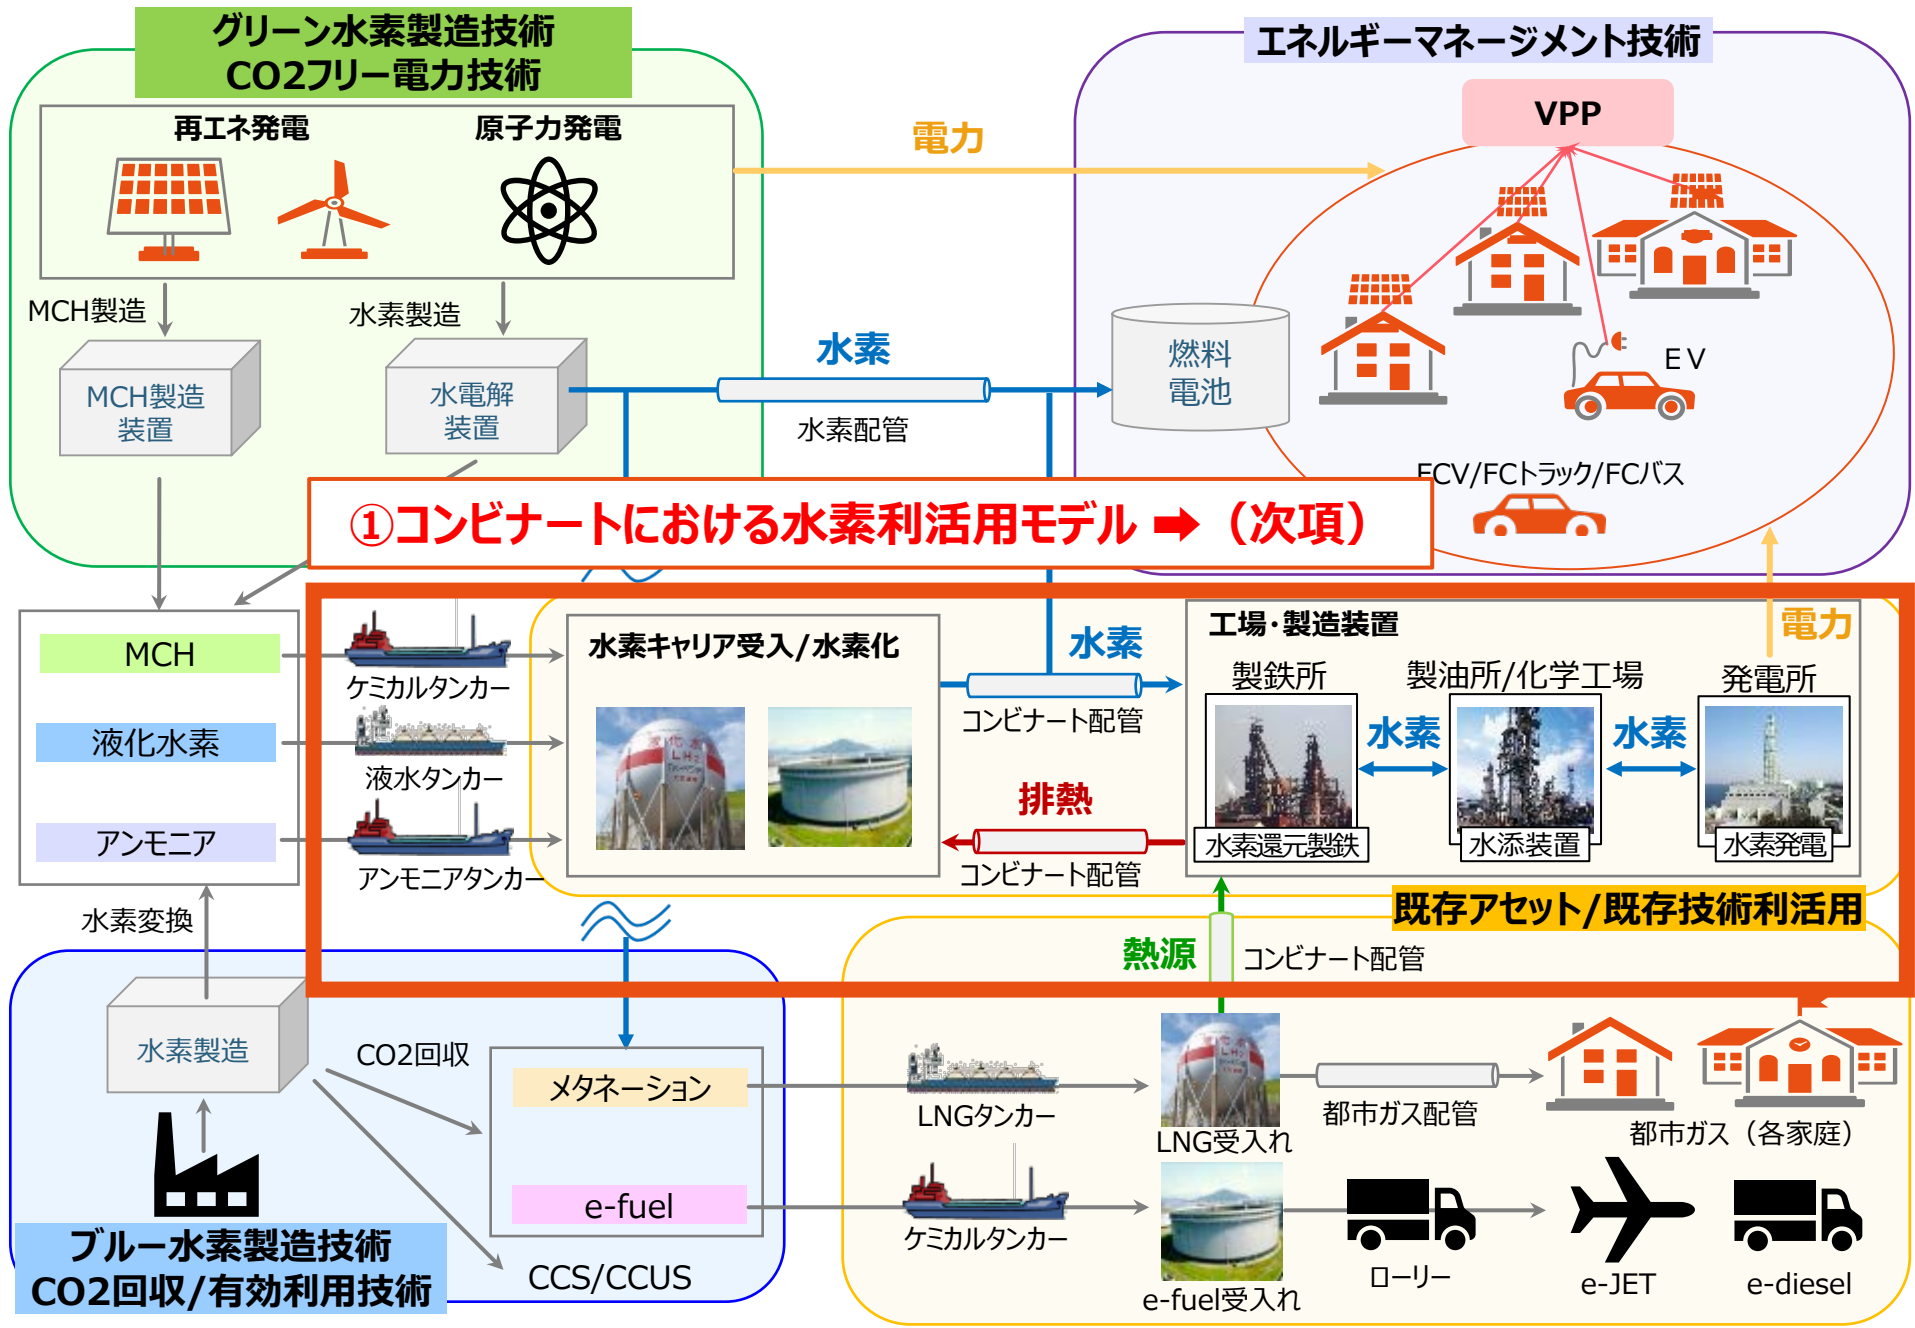 グリーン水素製造技術
CO2フリー電力技術
再エネ発電
原子力発電
MCH製造
水素製造
MCH製造
装置
水電解
装置
電力
水素
水素配管
エネルギーマネージメント技術
VPP
燃料
電池
EV
FCV/FCトラック/FCバス
①コンビナートにおける水素利活用モデル ➡（次項）
MCH
液化水素
アンモニア
ケミカルタンカー
液水タンカー
アンモニアタンカー
水素キャリア受入/水素化
水素
コンビナート配管
排熱
コンビナート配管
工場・製造装置
製鉄所
製油所/化学工場
発電所
水素
水素
水素還元製鉄
水添装置
水素発電
電力
既存アセット/既存技術利活用
熱源
コンビナート配管
水素変換
水素製造
CO2回収
メタネーション
e-fuel
CCS/CCUS
ブルー水素製造技術
CO2回収/有効利用技術
LNGタンカー
LNG受入れ
都市ガス配管
都市ガス（各家庭）
ケミカルタンカー
e-fuel受入れ
ローリー
e-JET
e-diesel